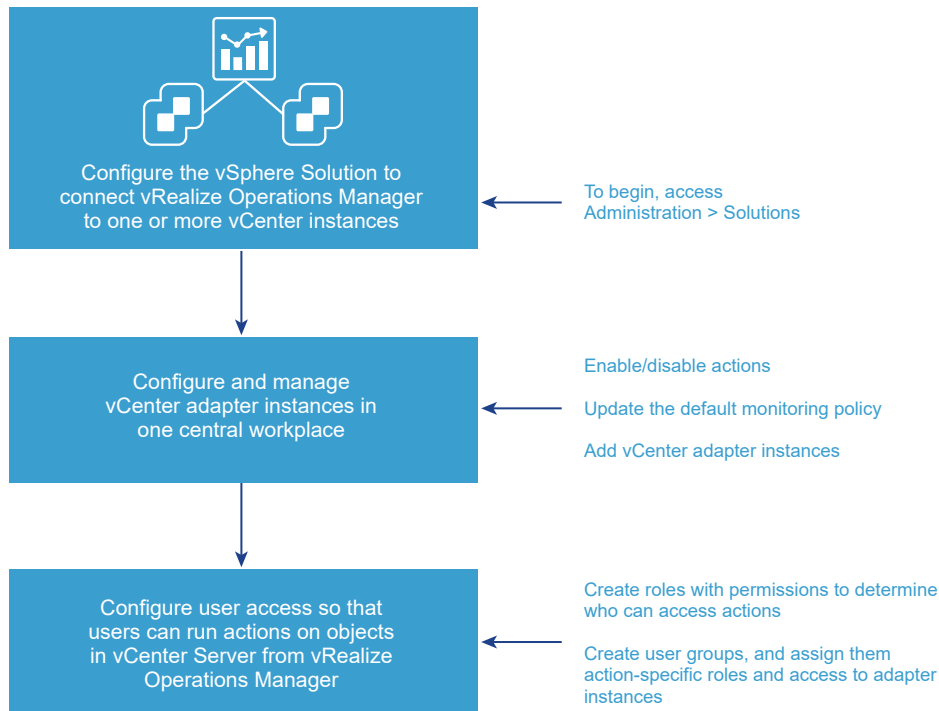 Configure the vSphere Solution to
connect vRealize Operations Manager
to one or more vCenter instances
To begin, access
Administration > Solutions
Configure and manage
vCenter adapter instances in
one central workplace
Enable/disable actions
Update the default monitoring policy
Add vCenter adapter instances
Configure user access so that
users can run actions on objects
in vCenter Server from vRealize
Operations Manager
Create roles with permissions to determine
who can access actions
Create user groups, and assign them
action-specific roles and access to adapter
instances